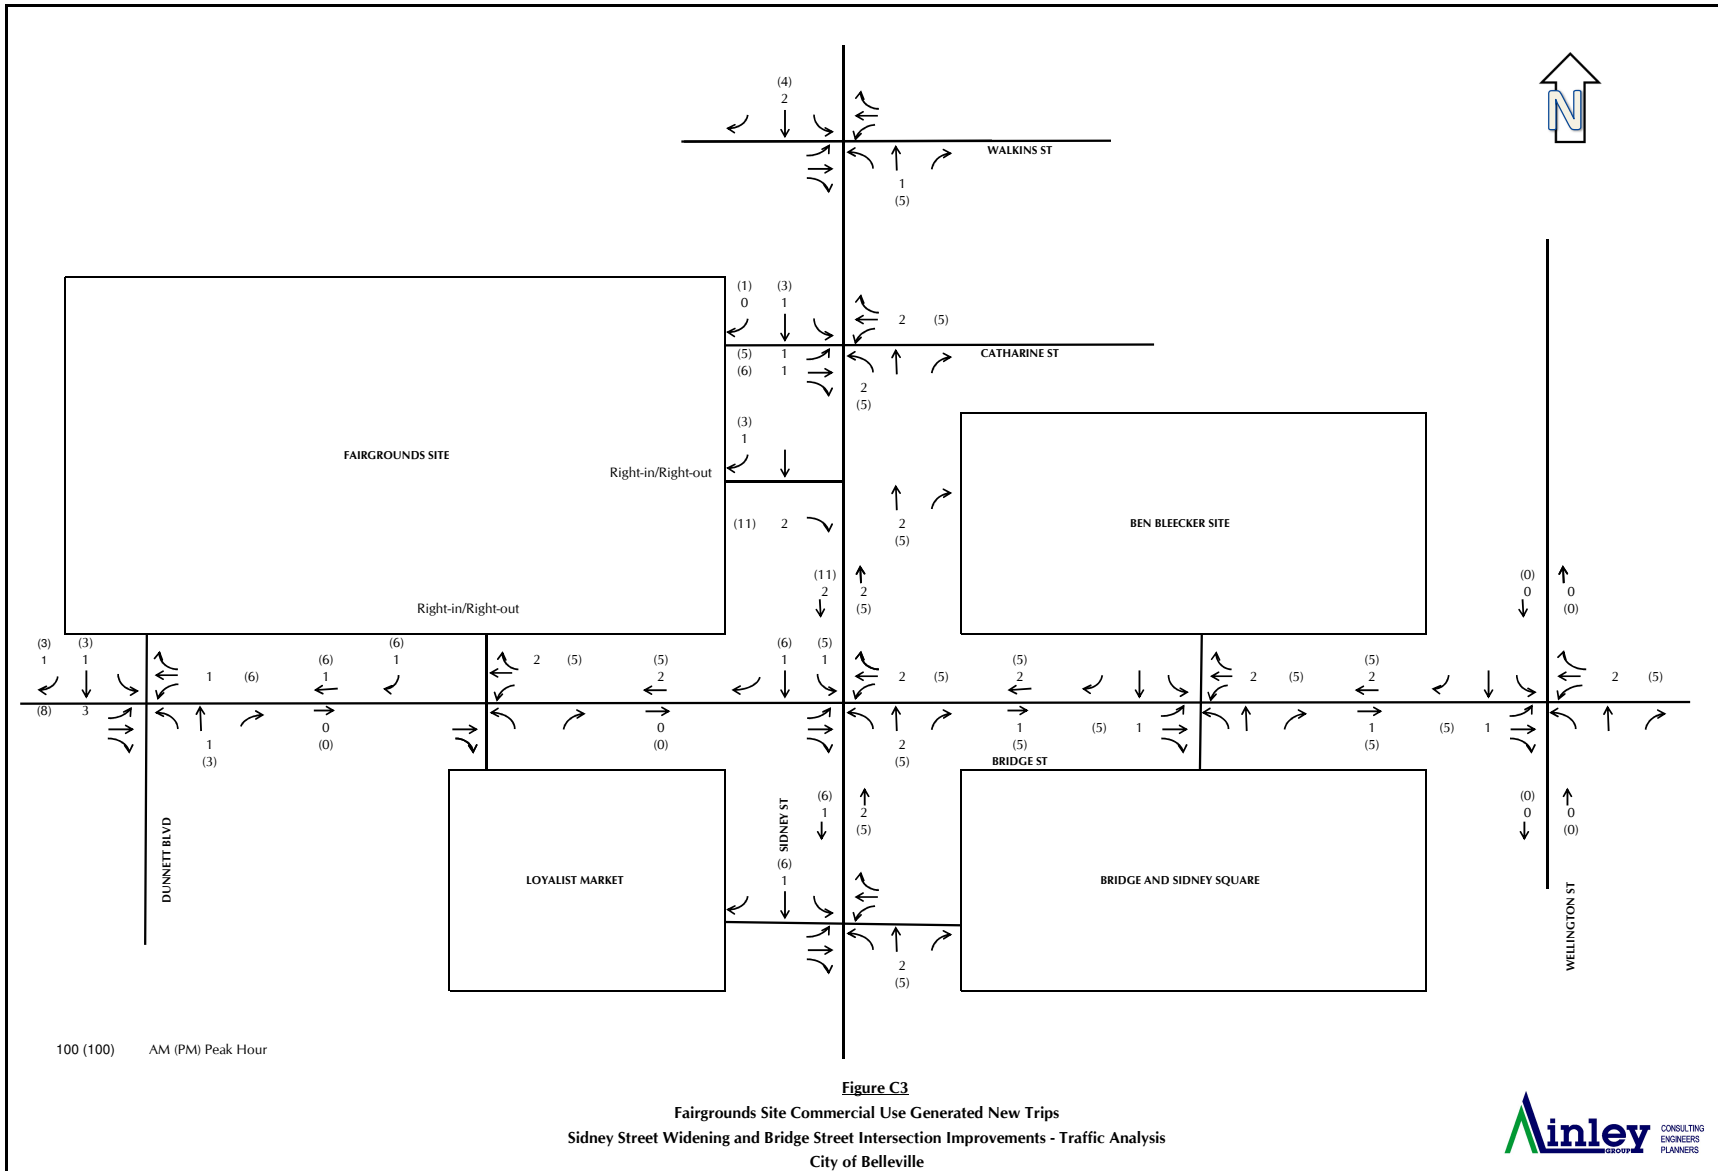 (4)
2
N
WALKINS ST
1
(5)
(1) (3)
0 1
2 (5)
CATHARINE ST
(5) 1
(6) 1
2
(5)
(3)
1
FAIRGROUNDS SITE
Right-in/Right-out
(11) 2
2
(5)
BEN BLEECKER SITE
(11)
2 2
(5)
(0)
0 0
(0)
Right-in/Right-out
(3) (3)
1 1
1 (6)
(6)
1
(6)
1
2 (5)
(5)
2
(6) (5)
1 1
2 (5)
(5)
2
2 (5)
(5)
2
2 (5)
(8) 3
1
(3)
0
(0)
0
(0)
2
(5)
1
(5)
(5) 1
1
(5)
(5) 1
BRIDGE ST
(6)
1 2
(5)
(0)
0 0
(0)
SIDNEY ST
DUNNETT BLVD
(6)
1
LOYALIST MARKET
BRIDGE AND SIDNEY SQUARE
WELLINGTON ST
2
(5)
100 (100) AM (PM) Peak Hour
Figure C3
Fairgrounds Site Commercial Use Generated New Trips
Sidney Street Widening and Bridge Street Intersection Improvements - Traffic Analysis
City of Belleville
Ainley
GROUP
CONSULTING
ENGINEERS
PLANNERS